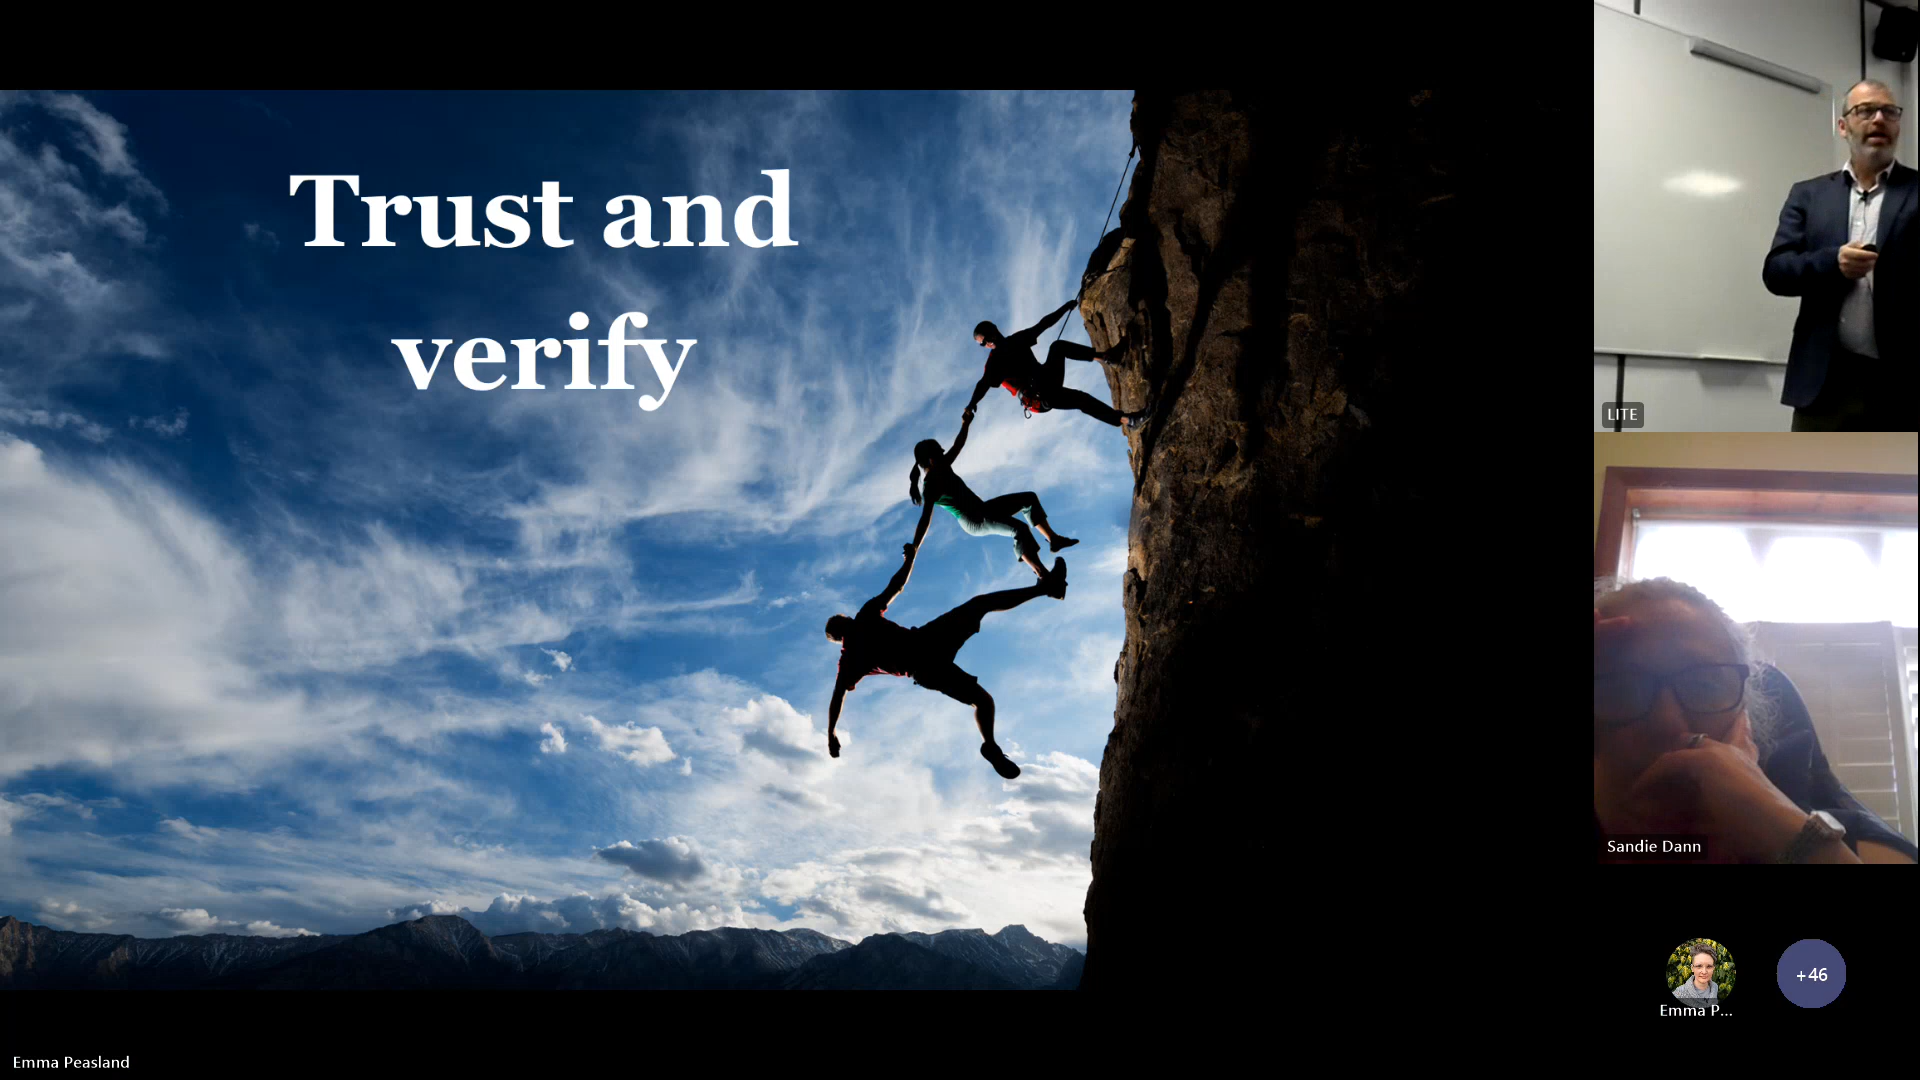 Trust and
verify
LITE
Sandie Dann
Emma P...
+46
Emma Peasland